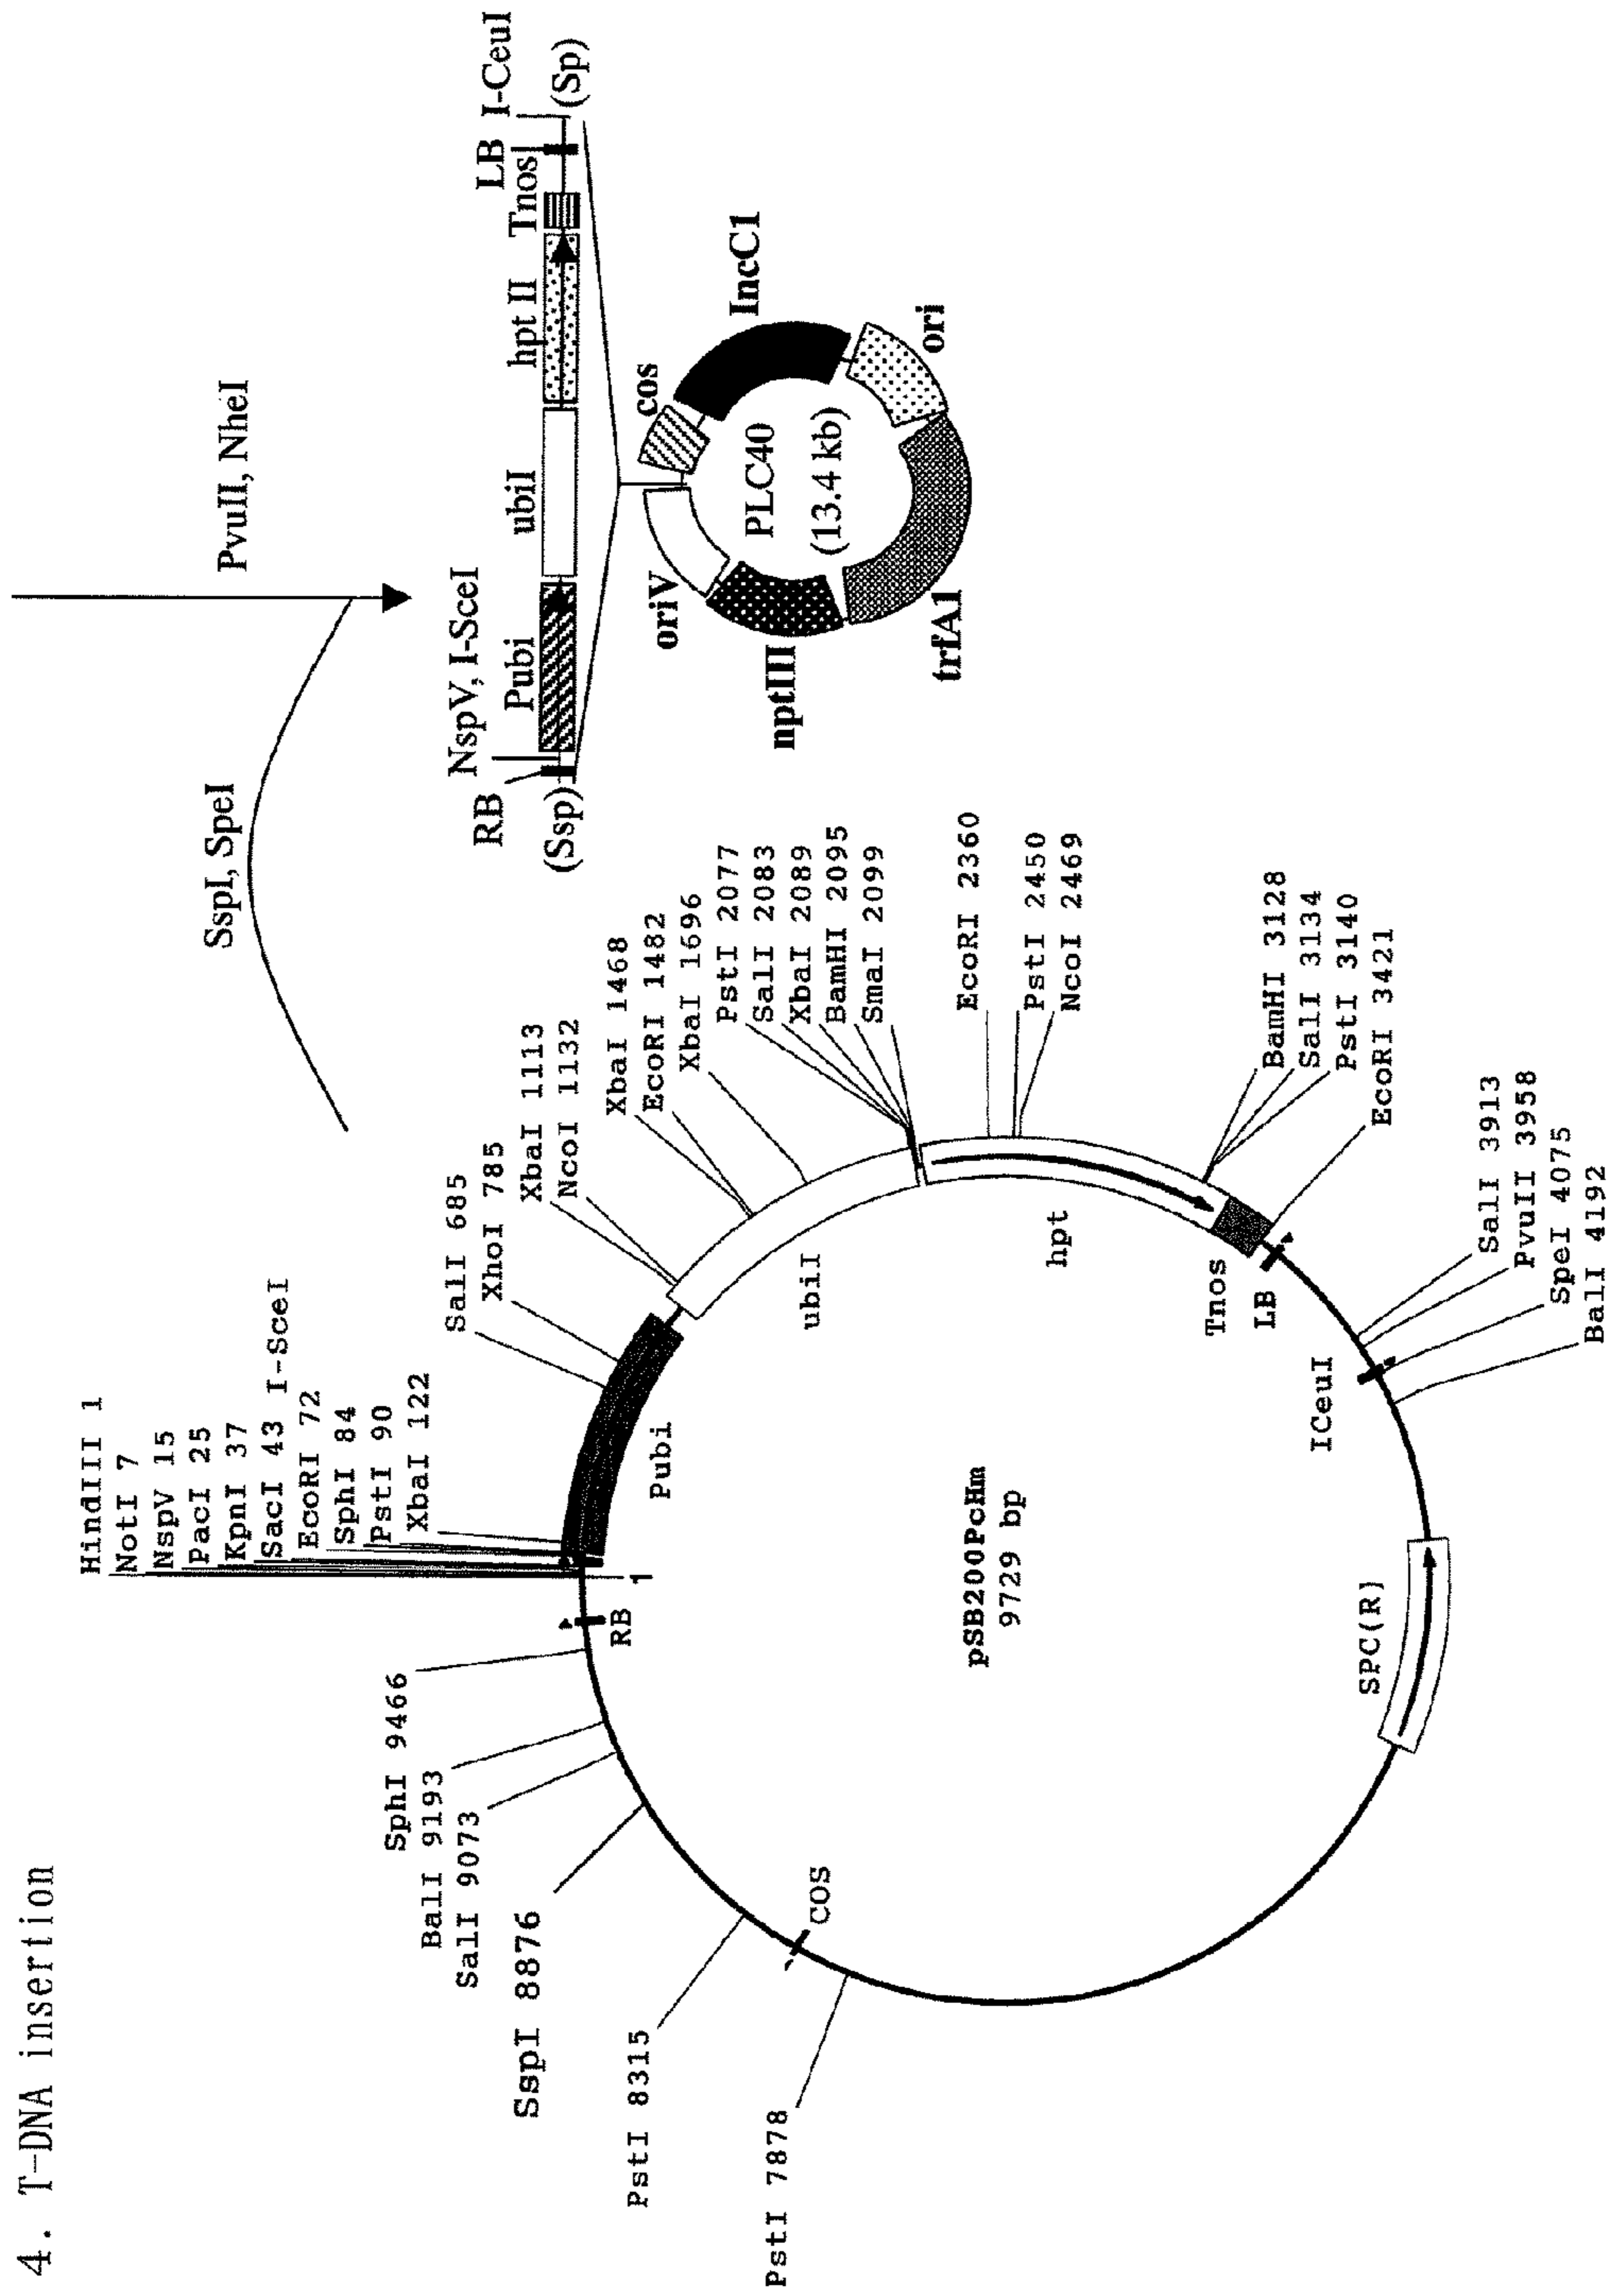 4. T-DNA insertion
SspI, SpeI
PvuII, NheI
HindIII 1
NotI 7
NspV 15
PacI 25
KpnI 37
SacI 43 I-SceI
EcoRI 72
SphI 84
PstI 90
XbaI 122
SalI 685
XhoI 785
XbaI 1113
NcoI 1132
XbaI 1468
EcoRI 1482
XbaI 1696
PstI 2077
SalI 2083
XbaI 2089
BamHI 2095
SmaI 2099
EcoRI 2360
PstI 2450
NcoI 2469
BamHI 3128
SalI 3134
PstI 3140
EcoRI 3421
SalI 3913
PvuII 3958
SpeI 4075
BalI 4192
SphI 9466
BalI 9193
SalI 9073
SspI 8876
PstI 8315
PstI 7878
RB
1
Pubi
ubiI
hpt
Tnos
LB
ICeuI
SPC(R)
cos
pSB200PcHm
9729 bp
RB
NspV, I-SceI
Pubi
ubiI
hpt II
Tnos
LB
I-CeuI
(Ssp)
(Sp)
oriV
cos
IncC1
ori
trfA1
nptIII
PLC40
(13.4 kb)